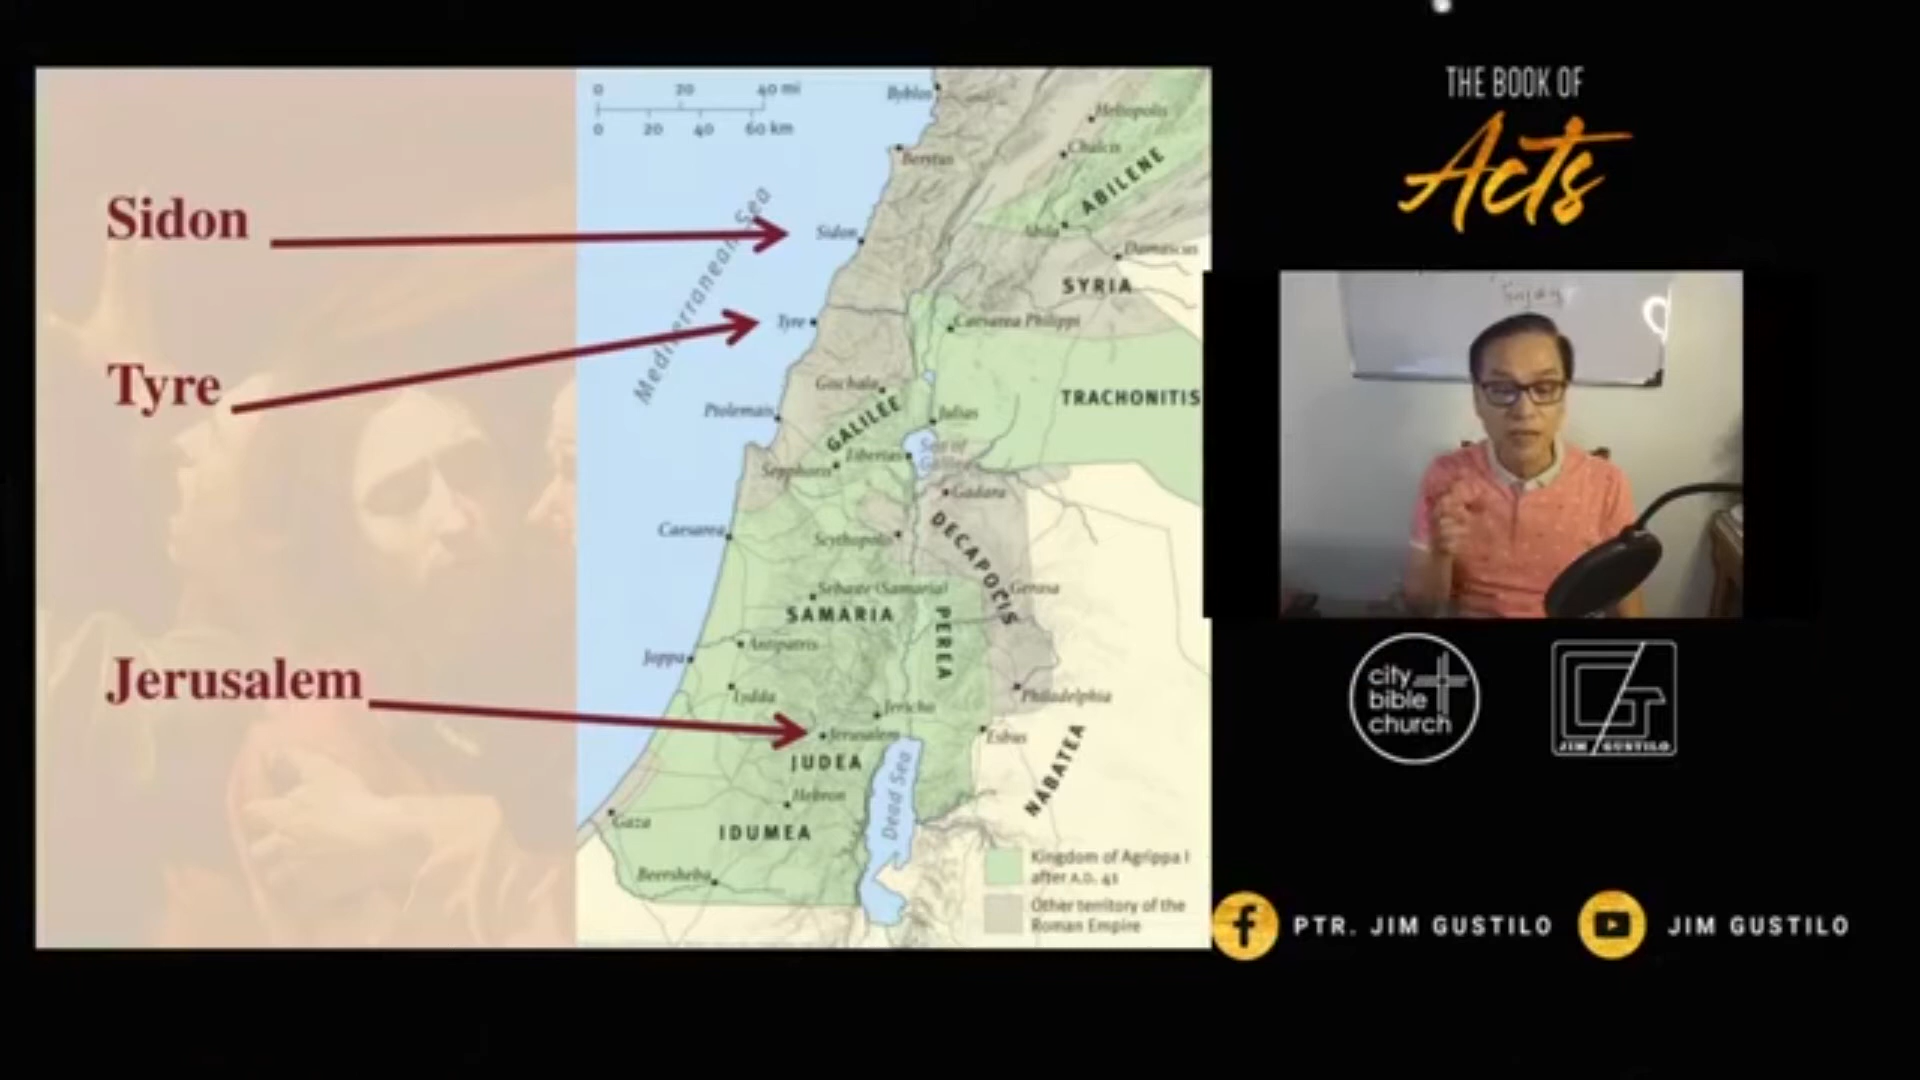 Sidon
Tyre
Jerusalem
0 20 40 mi
0 20 40 60 km
Mediterranean Sea
Byblos
Heliopolis
Berytus
Chalcis
ABILENE
Sidon
Abila
Damascus
SYRIA
Tyre
Caesarea Philippi
Gischala
TRACHONITIS
Ptolemais
GALILEE
Julias
Sea of
Galilee
Sepphoris
Tiberias
Gadara
Caesarea
Scythopolis
DECAPOLIS
Sebaste (Samaria)
Gerasa
SAMARIA
PEREA
Antipatris
Joppa
Lydda
Jericho
Philadelphia
Jerusalem
Esbus
JUDEA
NABATEA
Hebron
Dead Sea
Gaza
IDUMEA
Beersheba
Kingdom of Agrippa I
after A.D. 41
Other territory of the
Roman Empire
THE BOOK OF
Acts
city
bible
church
JIM GUSTILO
PTR. JIM GUSTILO
JIM GUSTILO